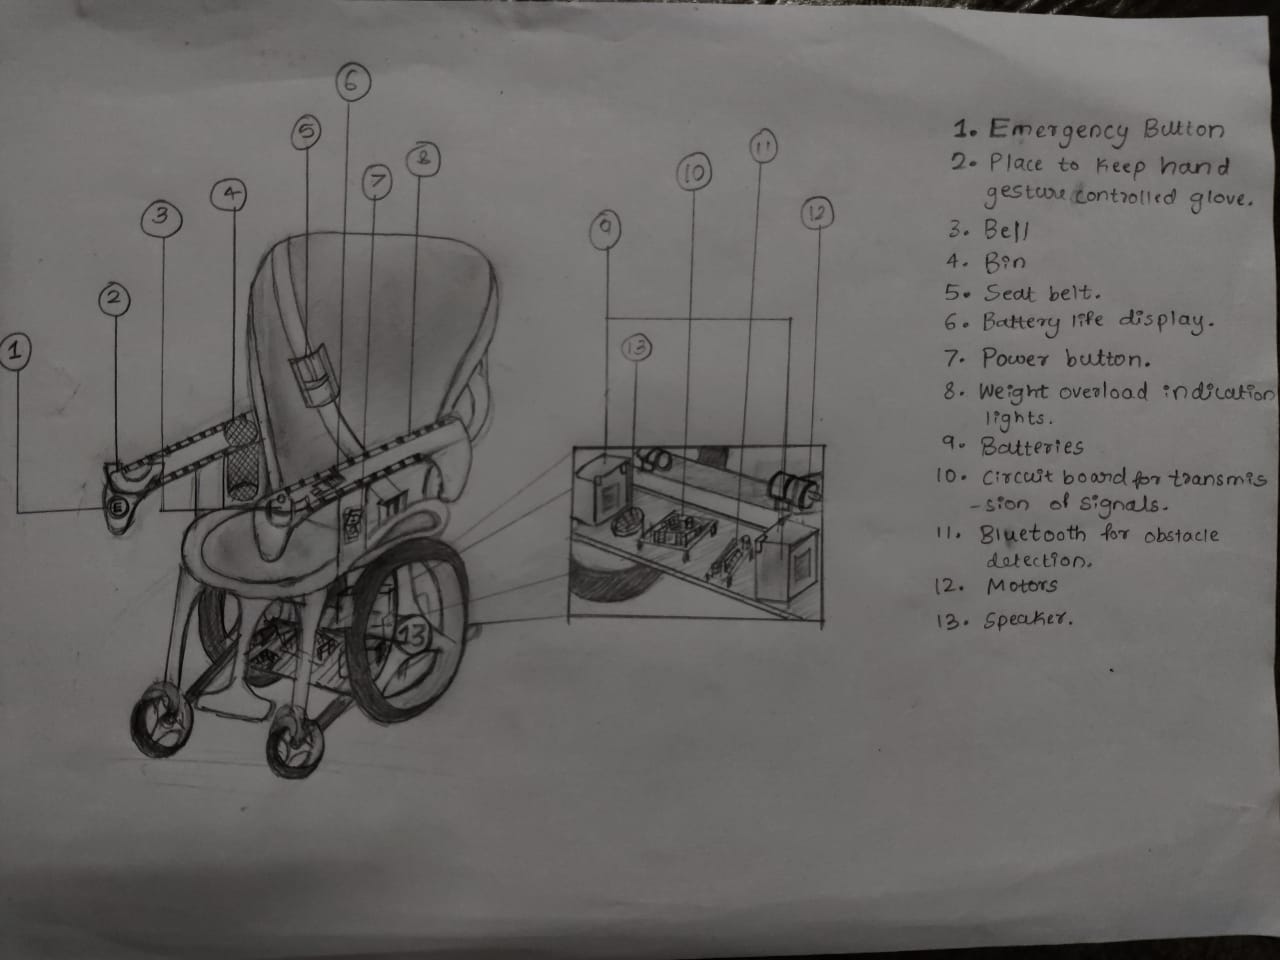 6
5
8
7
11
10
4
3
12
9
2
13
1
E
13
1. Emergency Button
2. Place to keep hand
gesture controlled glove.
3. Bell
4. Bin
5. Seat belt.
6. Battery life display.
7. Power button.
8. Weight overload indication
lights.
9. Batteries
10. Circuit board for transmis
-sion of signals.
11. Bluetooth for obstacle
detection.
12. Motors
13. Speaker.